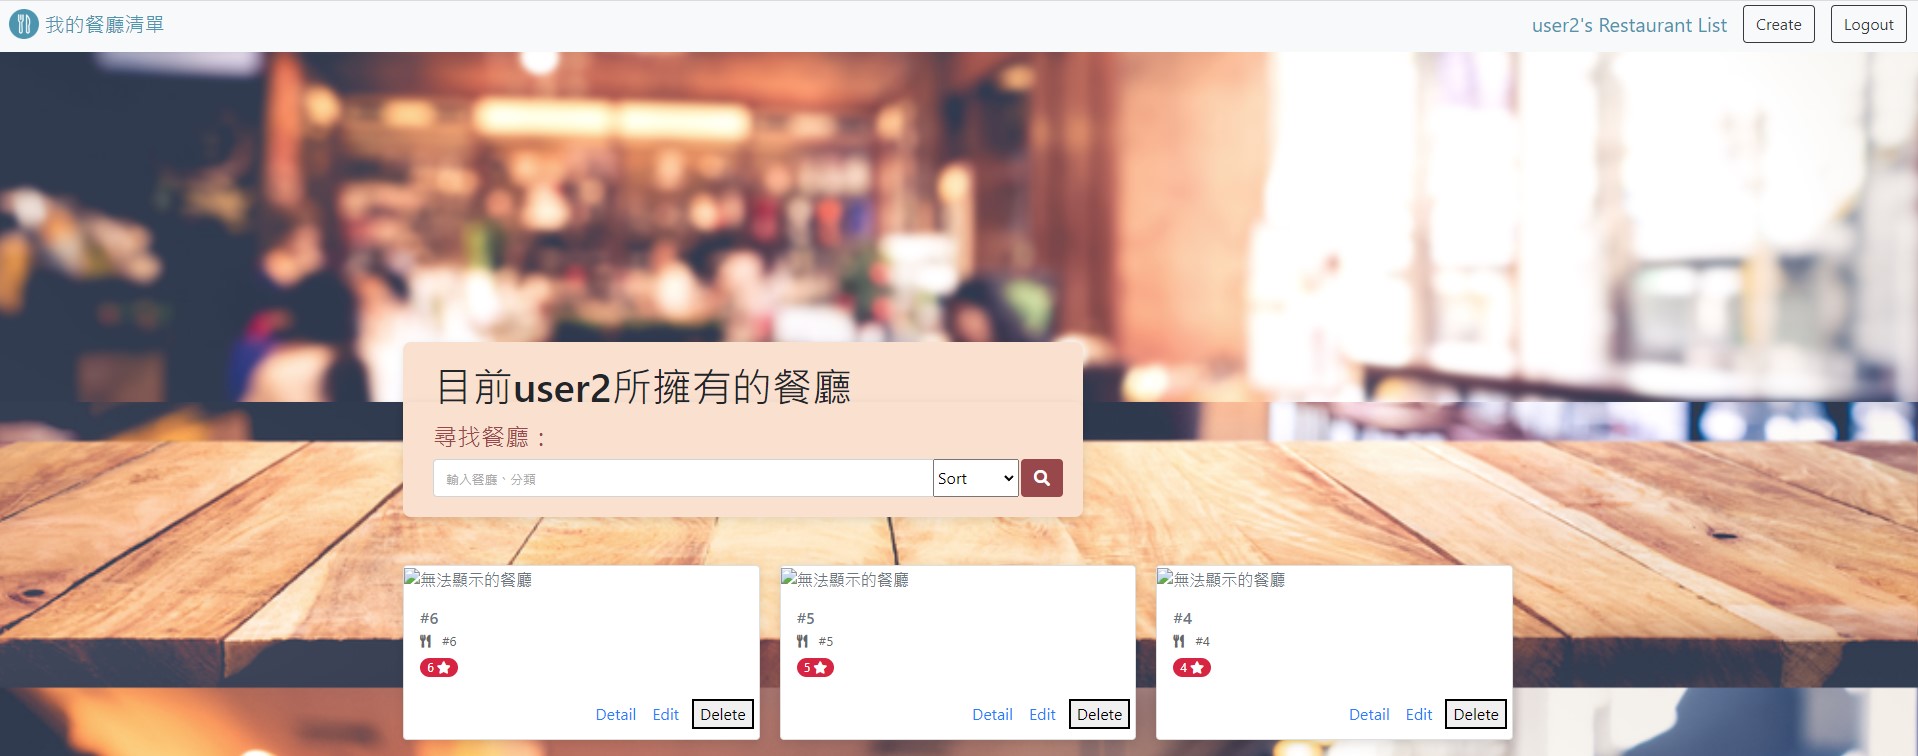 我的餐廳清單
user2's Restaurant List
Create
Logout
目前user2所擁有的餐廳
尋找餐廳：
輸入餐廳、分類
Sort
無法顯示的餐廳
#6
#6
6
Detail Edit Delete
無法顯示的餐廳
#5
#5
5
Detail Edit Delete
無法顯示的餐廳
#4
#4
4
Detail Edit Delete